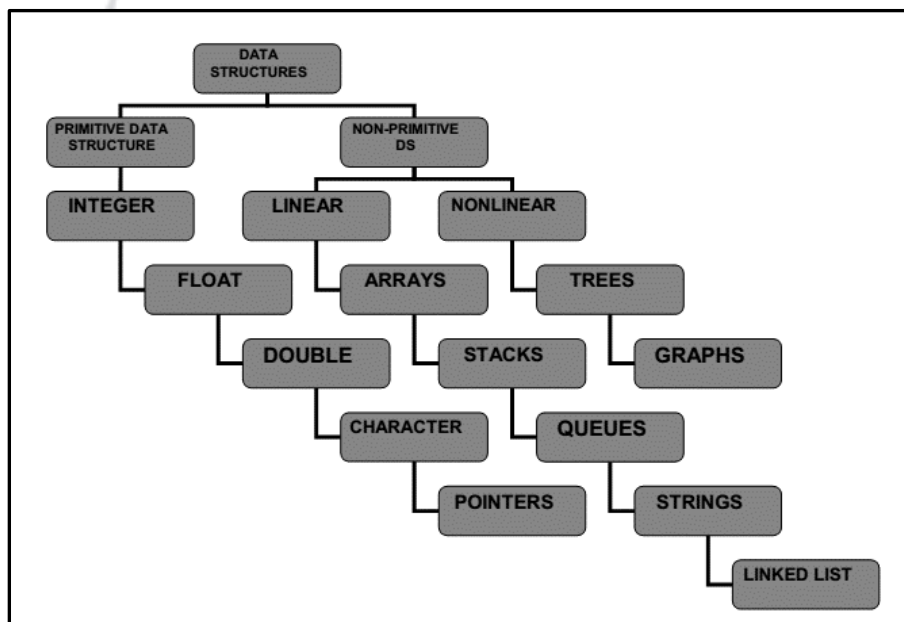 DATA
STRUCTURES
PRIMITIVE DATA
STRUCTURE
NON-PRIMITIVE
DS
INTEGER
LINEAR
NONLINEAR
FLOAT
ARRAYS
TREES
DOUBLE
STACKS
GRAPHS
CHARACTER
QUEUES
POINTERS
STRINGS
LINKED LIST